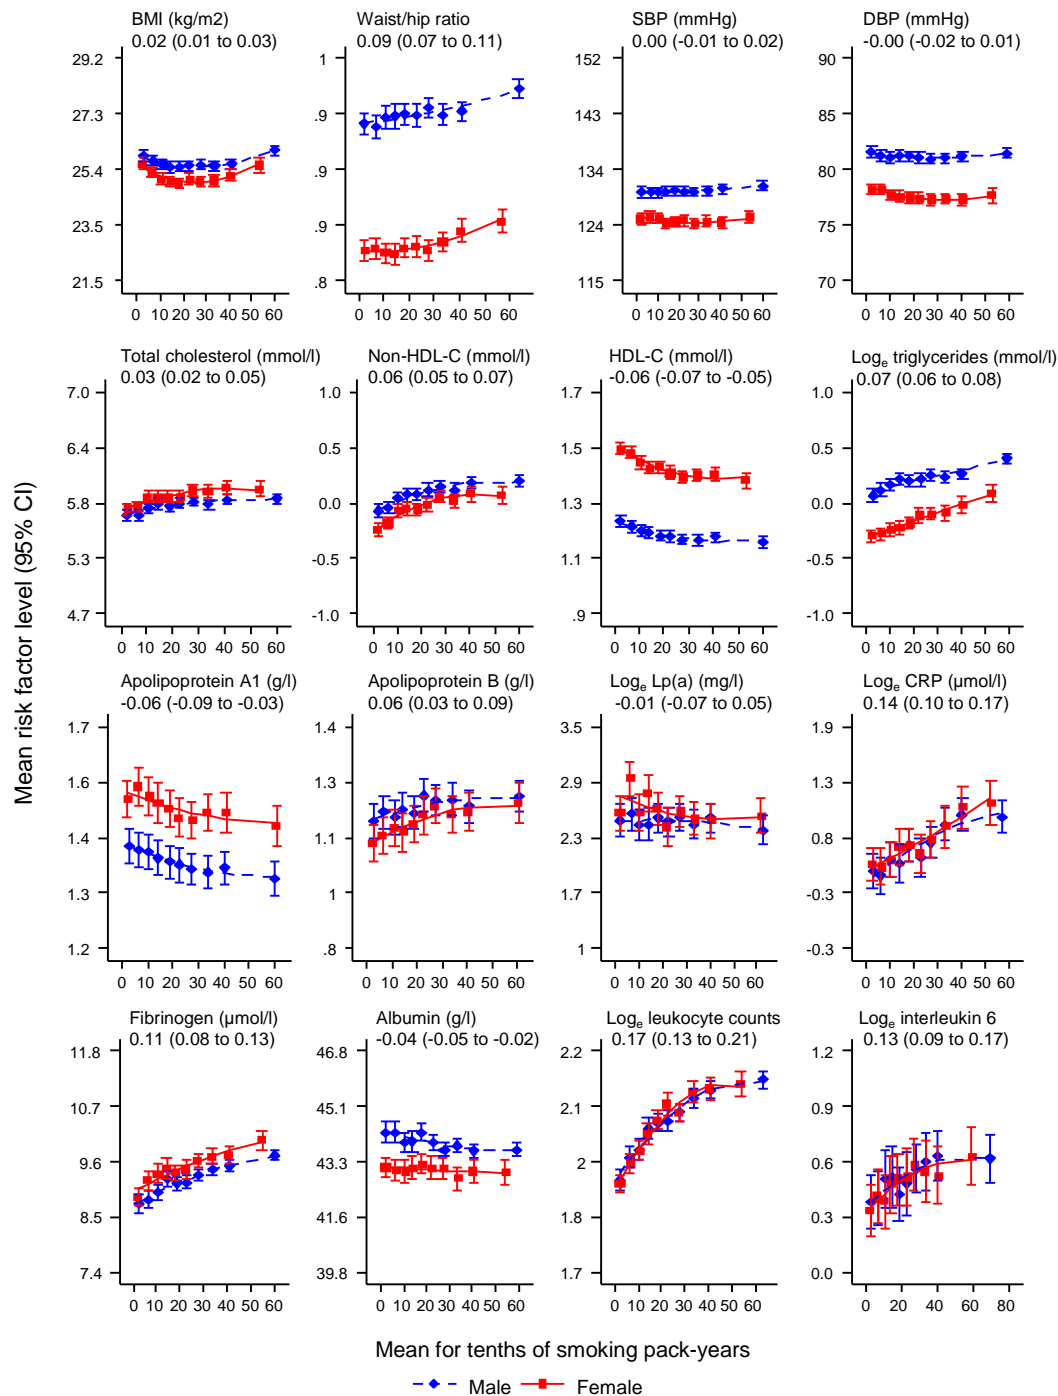 BMI (kg/m2) Waist/hip ratio SBP (mmHg) DBP (mmHg)
0.02 (0.01 to 0.03) 0.09 (0.07 to 0.11) 0.00 (-0.01 to 0.02) -0.00 (-0.02 to 0.01)
29.2 1 152 90
27.3 .9 143 85
25.4 .9 134 80
23.5 .9 124 75
21.5 .8 115 70
0 10 20 30 40 50 60 0 10 20 30 40 50 60 0 10 20 30 40 50 60 0 10 20 30 40 50 60
Total cholesterol (mmol/l) Non-HDL-C (mmol/l) HDL-C (mmol/l) Logₑ triglycerides (mmol/l)
0.03 (0.02 to 0.05) 0.06 (0.05 to 0.07) -0.06 (-0.07 to -0.05) 0.07 (0.06 to 0.08)
7.0 1.0 1.7 1.0
6.4 0.5 1.5 0.5
5.8 0.0 1.3 0.0
5.3 -0.5 1.1 -0.5
4.7 -1.0 .9 -1.0
0 10 20 30 40 50 60 0 10 20 30 40 50 60 0 10 20 30 40 50 60 0 10 20 30 40 50 60
Mean risk factor level (95% CI)
Apolipoprotein A1 (g/l) Apolipoprotein B (g/l) Logₑ Lp(a) (mg/l) Logₑ CRP (µmol/l)
-0.06 (-0.09 to -0.03) 0.06 (0.03 to 0.09) -0.01 (-0.07 to 0.05) 0.14 (0.10 to 0.17)
1.7 1.4 3.5 1.9
1.6 1.3 2.9 1.3
1.4 1.1 2.3 0.8
1.3 1 1.7 -0.3
1.2 .8 1 -0.3
0 10 20 30 40 50 60 0 10 20 30 40 50 60 0 10 20 30 40 50 60 0 10 20 30 40 50 60
Fibrinogen (µmol/l) Albumin (g/l) Logₑ leukocyte counts Logₑ interleukin 6
0.11 (0.08 to 0.13) -0.04 (-0.05 to -0.02) 0.17 (0.13 to 0.21) 0.13 (0.09 to 0.17)
11.8 46.8 2.2 1.2
10.7 45.1 2.1 0.9
9.6 43.3 2 0.6
8.5 41.6 1.8 0.3
7.4 39.8 1.7 0.0
0 10 20 30 40 50 60 0 10 20 30 40 50 60 0 10 20 30 40 50 60 0 20 40 60 80
Mean for tenths of smoking pack-years
Male Female